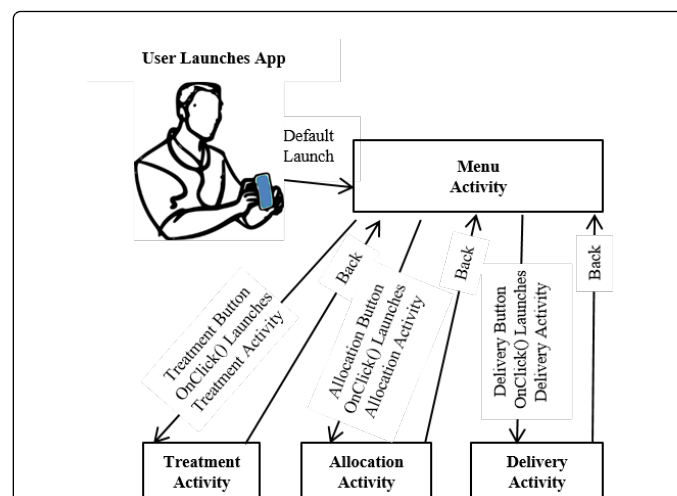 User Launches App
Default
Launch
Menu
Activity
Treatment Button
OnClick() Launches
Treatment Activity
Back
Allocation Button
OnClick() Launches
Allocation Activity
Back
Delivery Button
OnClick() Launches
Delivery Activity
Back
Treatment
Activity
Allocation
Activity
Delivery
Activity